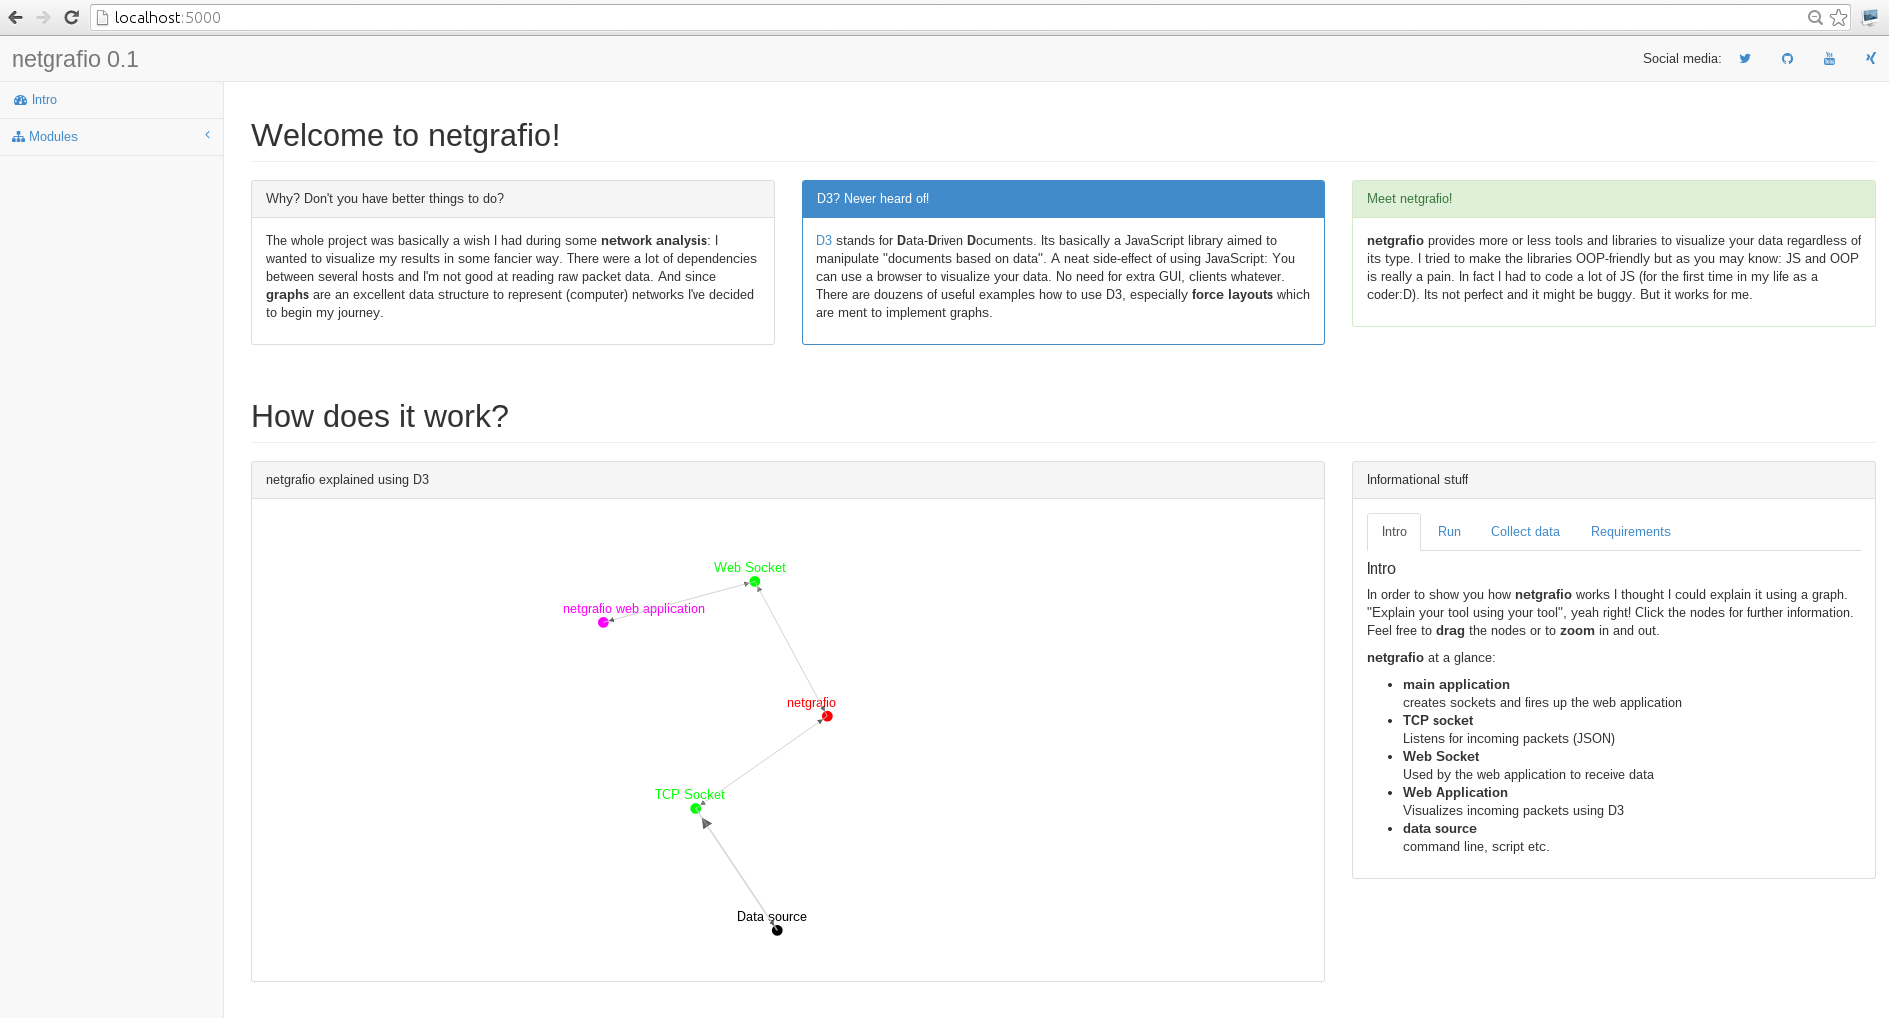 localhost:5000
netgrafio 0.1
Social media:
Intro
Modules
Welcome to netgrafio!
Why? Don't you have better things to do?
The whole project was basically a wish I had during some network analysis: I
wanted to visualize my results in some fancier way. There were a lot of dependencies
between several hosts and I'm not good at reading raw packet data. And since
graphs are an excellent data structure to represent (computer) networks I've decided
to begin my journey.
D3? Never heard of!
D3 stands for Data-Driven Documents. Its basically a JavaScript library aimed to
manipulate "documents based on data". A neat side-effect of using JavaScript: You
can use a browser to visualize your data. No need for extra GUI, clients whatever.
There are douzens of useful examples how to use D3, especially force layouts which
are ment to implement graphs.
Meet netgrafio!
netgrafio provides more or less tools and libraries to visualize your data regardless of
its type. I tried to make the libraries OOP-friendly but as you may know: JS and OOP
is really a pain. In fact I had to code a lot of JS (for the first time in my life as a
coder:D). Its not perfect and it might be buggy. But it works for me.
How does it work?
netgrafio explained using D3
Web Socket
netgrafio web application
netgrafio
TCP Socket
Data source
Informational stuff
Intro Run Collect data Requirements
Intro
In order to show you how netgrafio works I thought I could explain it using a graph.
"Explain your tool using your tool", yeah right! Click the nodes for further information.
Feel free to drag the nodes or to zoom in and out.
netgrafio at a glance:
• main application
creates sockets and fires up the web application
• TCP socket
Listens for incoming packets (JSON)
• Web Socket
Used by the web application to receive data
• Web Application
Visualizes incoming packets using D3
• data source
command line, script etc.